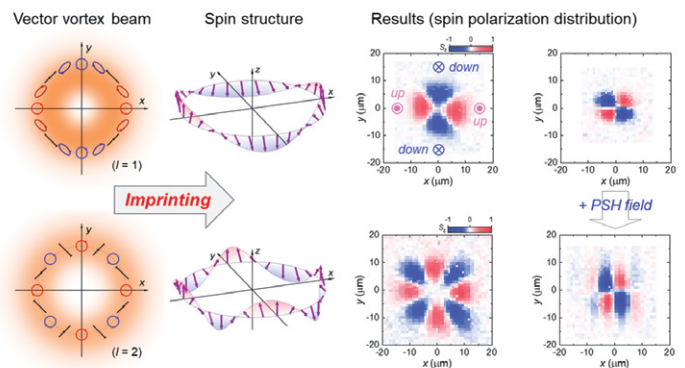 Vector vortex beam
Spin structure
Results (spin polarization distribution)
y
x
(l = 1)
y
z
x
Sz
-1 0 1
down
up
up
down
y (μm)
20
10
0
-10
-20
-20 -10 0 10 20
x (μm)
y (μm)
20
10
0
-10
-20
-20 -10 0 10 20
x (μm)
Imprinting
+ PSH field
y
x
(l = 2)
y
z
x
Sz
-1 0 1
y (μm)
20
10
0
-10
-20
-20 -10 0 10 20
x (μm)
y (μm)
20
10
0
-10
-20
-20 -10 0 10 20
x (μm)